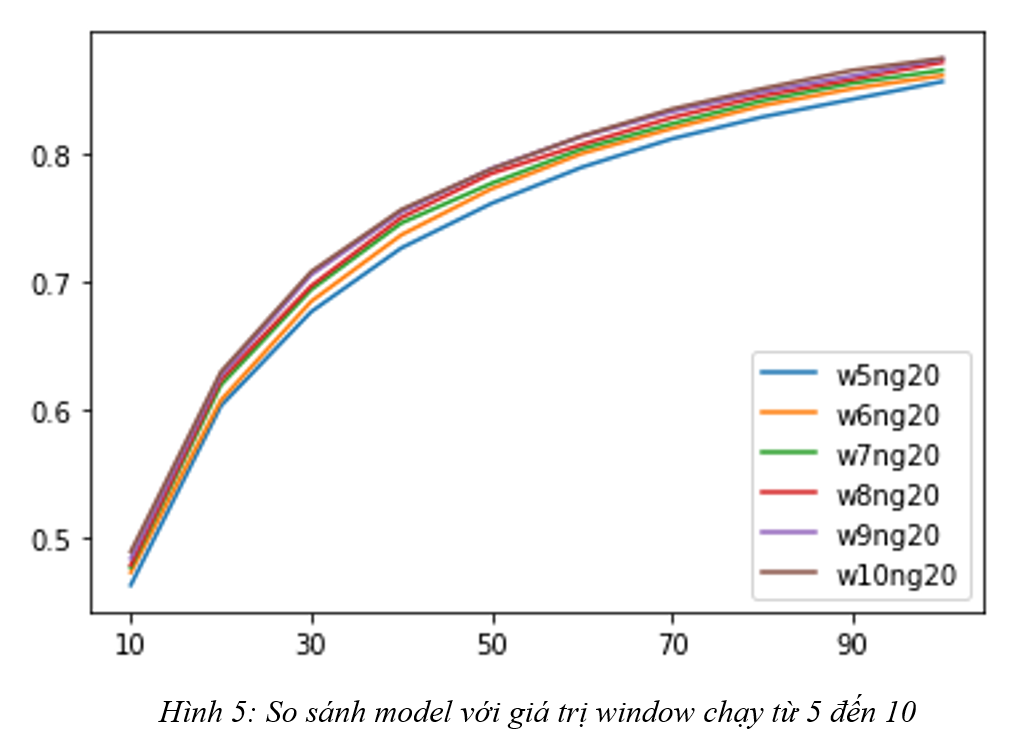 0.8
0.7
0.6
0.5
10 30 50 70 90
w5ng20
w6ng20
w7ng20
w8ng20
w9ng20
w10ng20
Hình 5: So sánh model với giá trị window chạy từ 5 đến 10